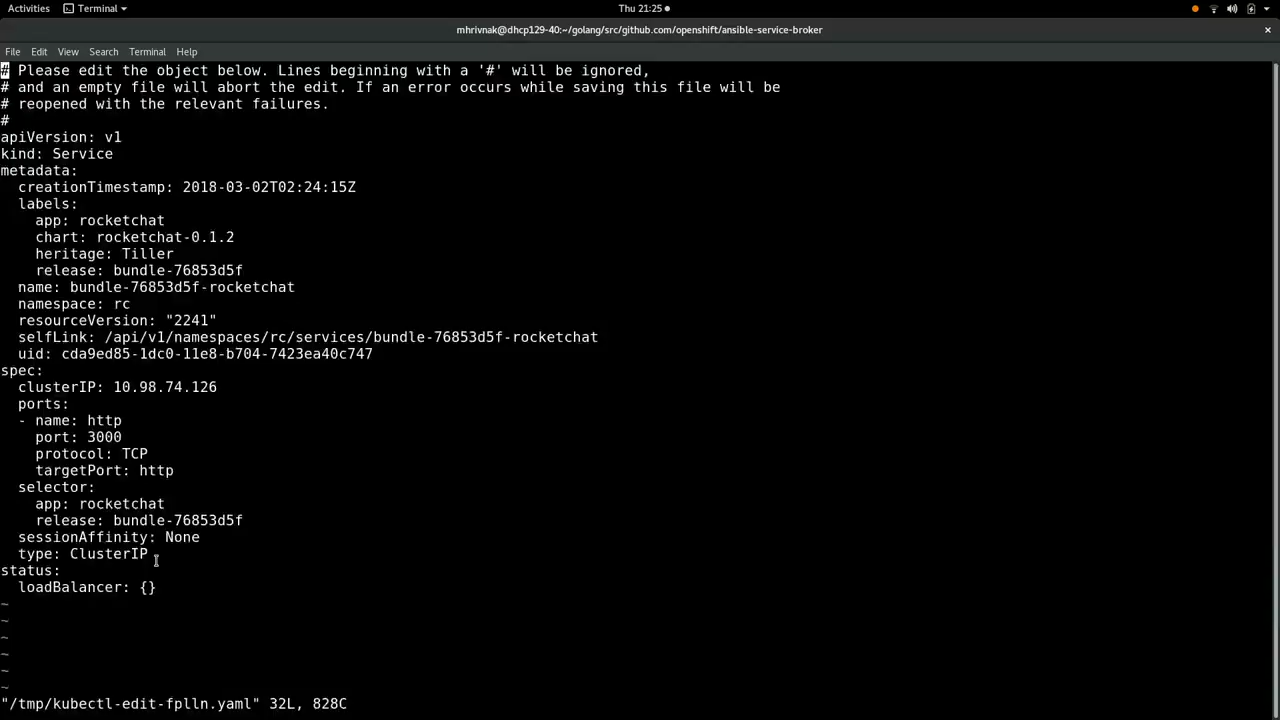 Activities Terminal Thu 21:25
mhrivnak@dhcp129-40:~/golang/src/github.com/openshift/ansible-service-broker ×
File Edit View Search Terminal Help
# Please edit the object below. Lines beginning with a '#' will be ignored,
# and an empty file will abort the edit. If an error occurs while saving this file will be
# reopened with the relevant failures.
#
apiVersion: v1
kind: Service
metadata:
  creationTimestamp: 2018-03-02T02:24:15Z
  labels:
    app: rocketchat
    chart: rocketchat-0.1.2
    heritage: Tiller
    release: bundle-76853d5f
  name: bundle-76853d5f-rocketchat
  namespace: rc
  resourceVersion: "2241"
  selfLink: /api/v1/namespaces/rc/services/bundle-76853d5f-rocketchat
  uid: cda9ed85-1dc0-11e8-b704-7423ea40c747
spec:
  clusterIP: 10.98.74.126
  ports:
  - name: http
    port: 3000
    protocol: TCP
    targetPort: http
  selector:
    app: rocketchat
    release: bundle-76853d5f
  sessionAffinity: None
  type: ClusterIP
status:
  loadBalancer: {}
~
~
~
~
~
~
"/tmp/kubectl-edit-fplln.yaml" 32L, 828C